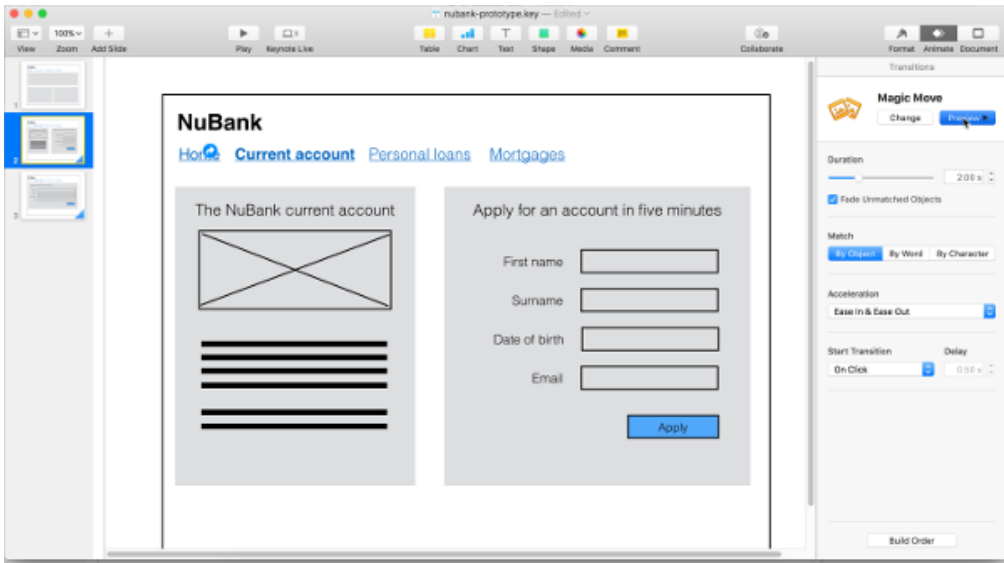 nubank-prototype.key — Edited
100%
View Zoom Add Slide Play Keynote Live Table Chart Text Shape Media Comment Collaborate Format Animate Document
Transitions
Magic Move
Change Preview
Duration
2.00 s
Fade Unmatched Objects
Match
By Object By Word By Character
Acceleration
Ease In & Ease Out
Start Transition Delay
On Click 0.50 s
Build Order
1
2
3
NuBank
Home Current account Personal loans Mortgages
The NuBank current account
Apply for an account in five minutes
First name
Surname
Date of birth
Email
Apply